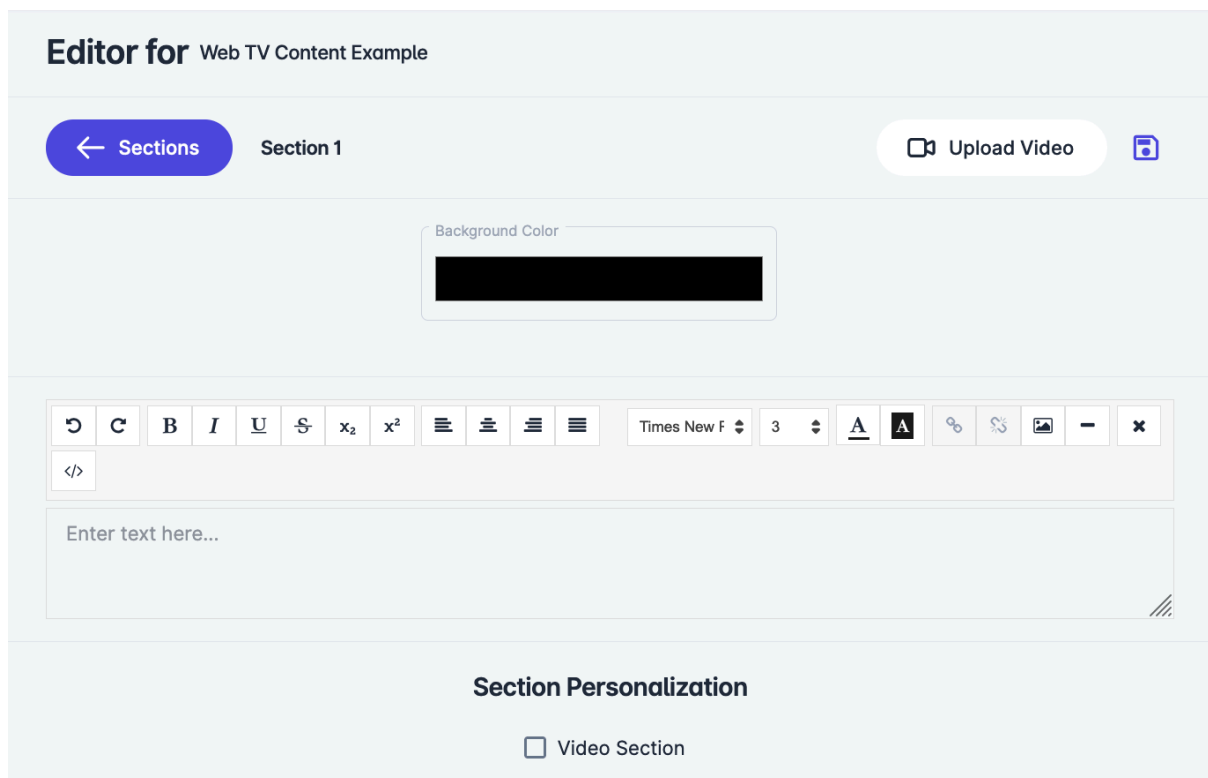 Editor for Web TV Content Example
Sections Section 1 Upload Video
Background Color
B I U S x₂ x² Times New F 3 A A
</>
Enter text here...
Section Personalization
Video Section